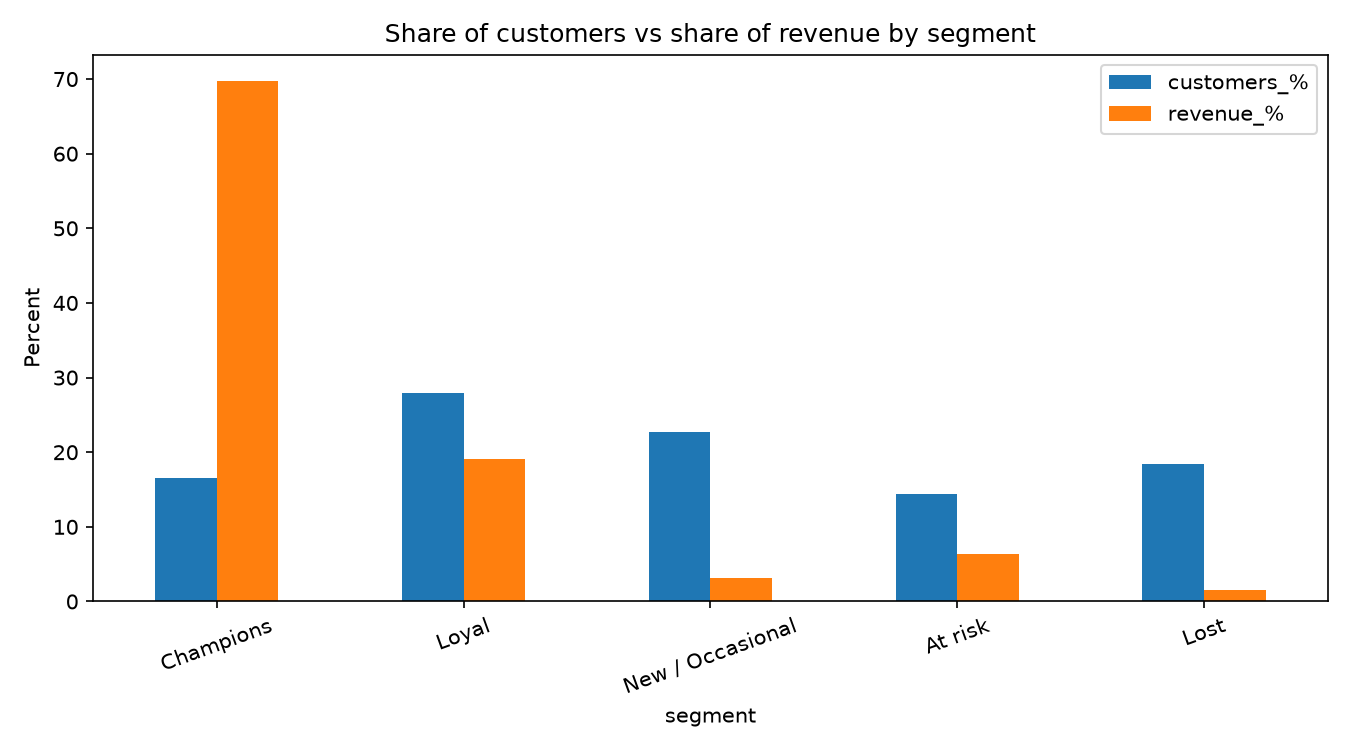 Share of customers vs share of revenue by segment
customers_%
revenue_%
Percent
70
60
50
40
30
20
10
0
Champions
Loyal
New / Occasional
At risk
Lost
segment